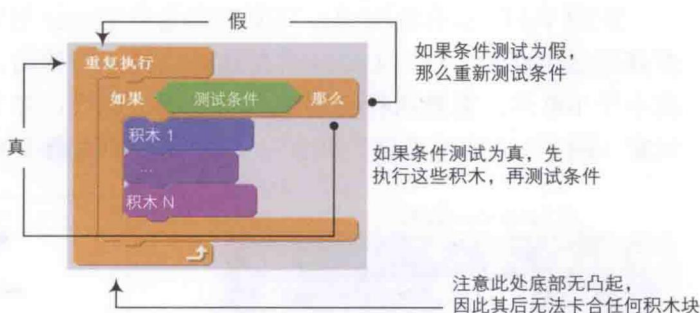 假
重复执行
如果 测试条件 那么
积木 1
...
积木 N
真
如果条件测试为假，
那么重新测试条件
如果条件测试为真，先
执行这些积木，再测试条件
注意此处底部无凸起，
因此其后无法卡合任何积木块